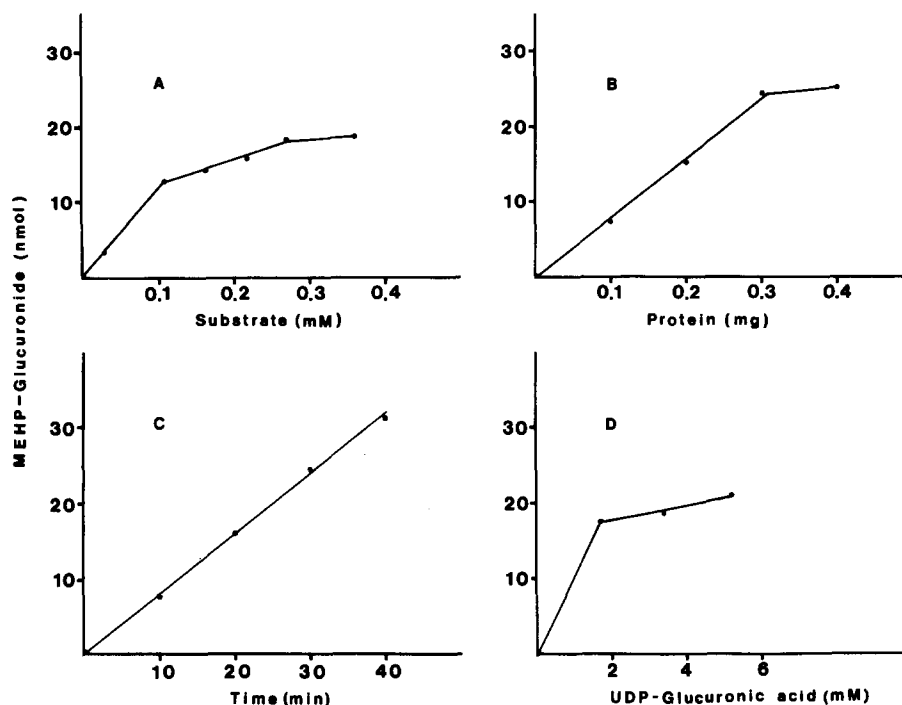 MEHP-Glucuronide (nmol)
A
30
20
10
0.1 0.2 0.3 0.4
Substrate (mM)
B
30
20
10
0.1 0.2 0.3 0.4
Protein (mg)
C
30
20
10
10 20 30 40
Time (min)
D
30
20
10
2 4 6
UDP-Glucuronic acid (mM)